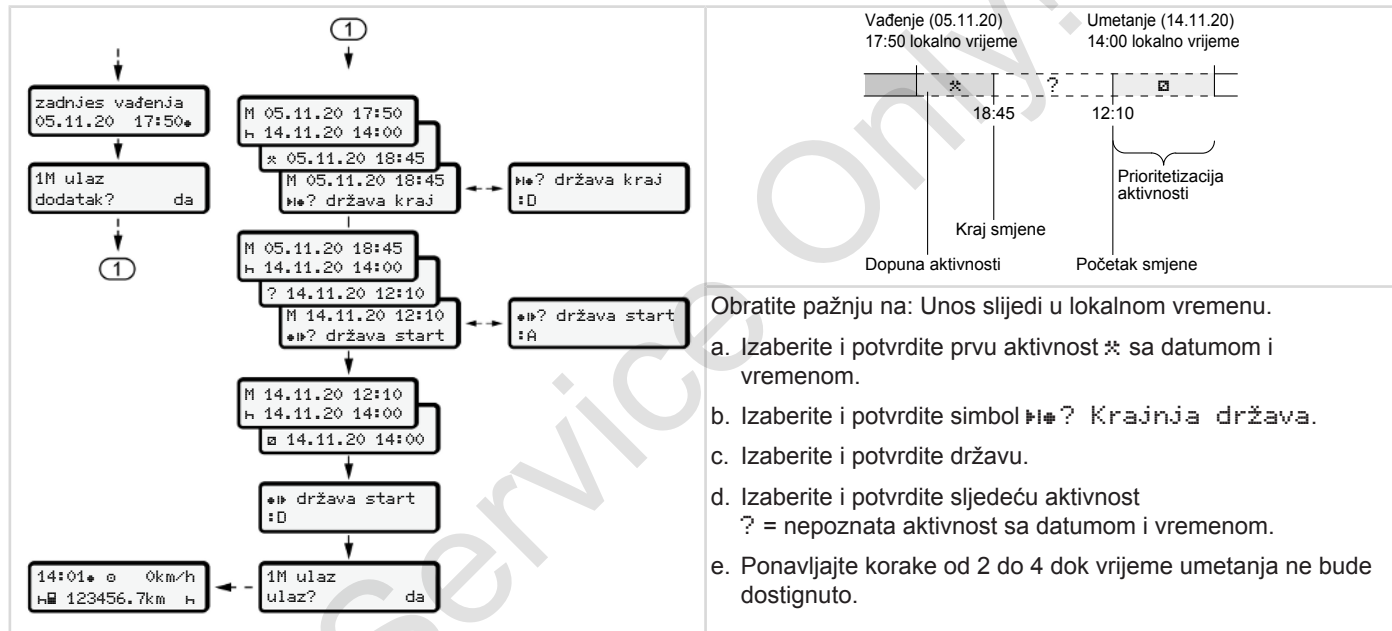 1
zadnjes vađenja
05.11.20 17:50
1M ulaz
dodatak? da
1
M 05.11.20 17:50
14.11.20 14:00
05.11.20 18:45
M 05.11.20 18:45
? država kraj
? država kraj
:D
M 05.11.20 18:45
14.11.20 14:00
? 14.11.20 12:10
M 14.11.20 12:10
? država start
? država start
:A
M 14.11.20 12:10
14.11.20 14:00
14.11.20 14:00
država start
:D
1M ulaz
ulaz? da
14:01 0km/h
123456.7km
Vađenje (05.11.20)
17:50 lokalno vrijeme
Umetanje (14.11.20)
14:00 lokalno vrijeme
?
18:45
12:10
Prioritetizacija
aktivnosti
Kraj smjene
Dopuna aktivnosti
Početak smjene
Obratite pažnju na: Unos slijedi u lokalnom vremenu.
a. Izaberite i potvrdite prvu aktivnost sa datumom i
vremenom.
b. Izaberite i potvrdite simbol ? Krajnja država.
c. Izaberite i potvrdite državu.
d. Izaberite i potvrdite sljedeću aktivnost
? = nepoznata aktivnost sa datumom i vremenom.
e. Ponavljajte korake od 2 do 4 dok vrijeme umetanja ne bude
dostignuto.
Service Only!